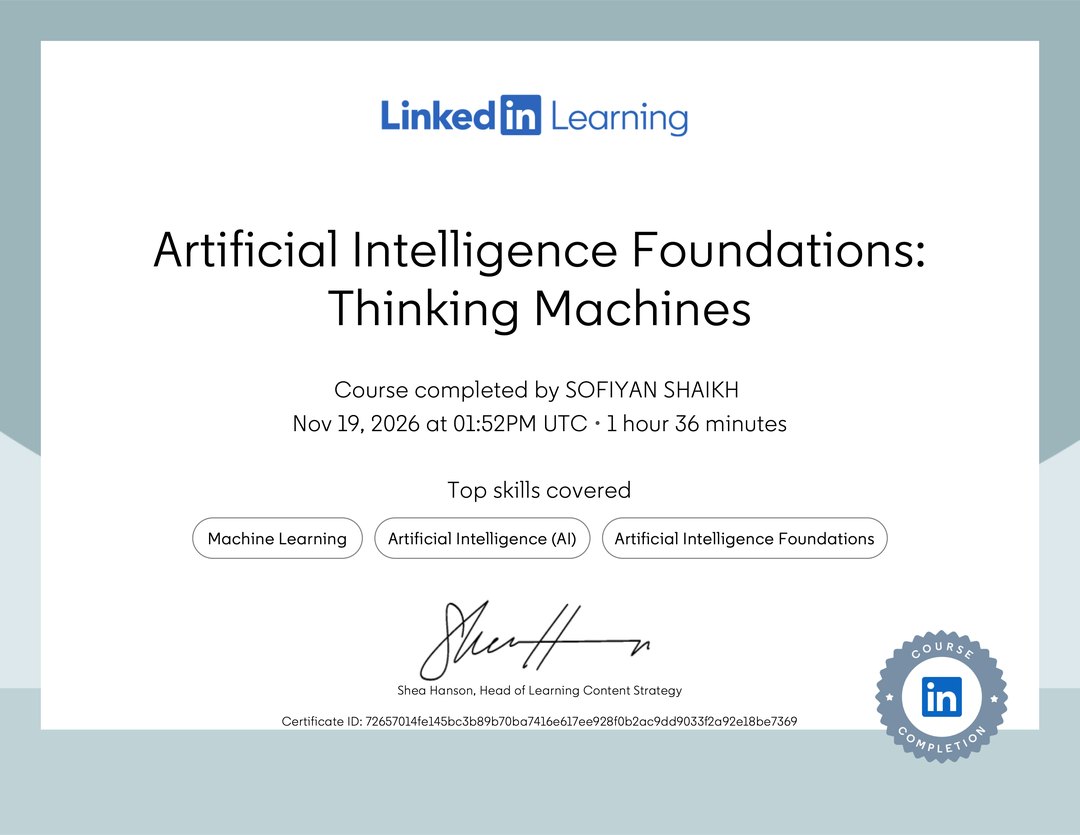 Linked in Learning
Artificial Intelligence Foundations:
Thinking Machines
Course completed by SOFIYAN SHAIKH
Nov 19, 2026 at 01:52PM UTC • 1 hour 36 minutes
Top skills covered
Machine Learning
Artificial Intelligence (AI)
Artificial Intelligence Foundations
Shea Hanson, Head of Learning Content Strategy
Certificate ID: 72657014fe145bc3b89b70ba7416e617ee928f0b2ac9dd9033f2a92e18be7369
COURSE
in
COMPLETION